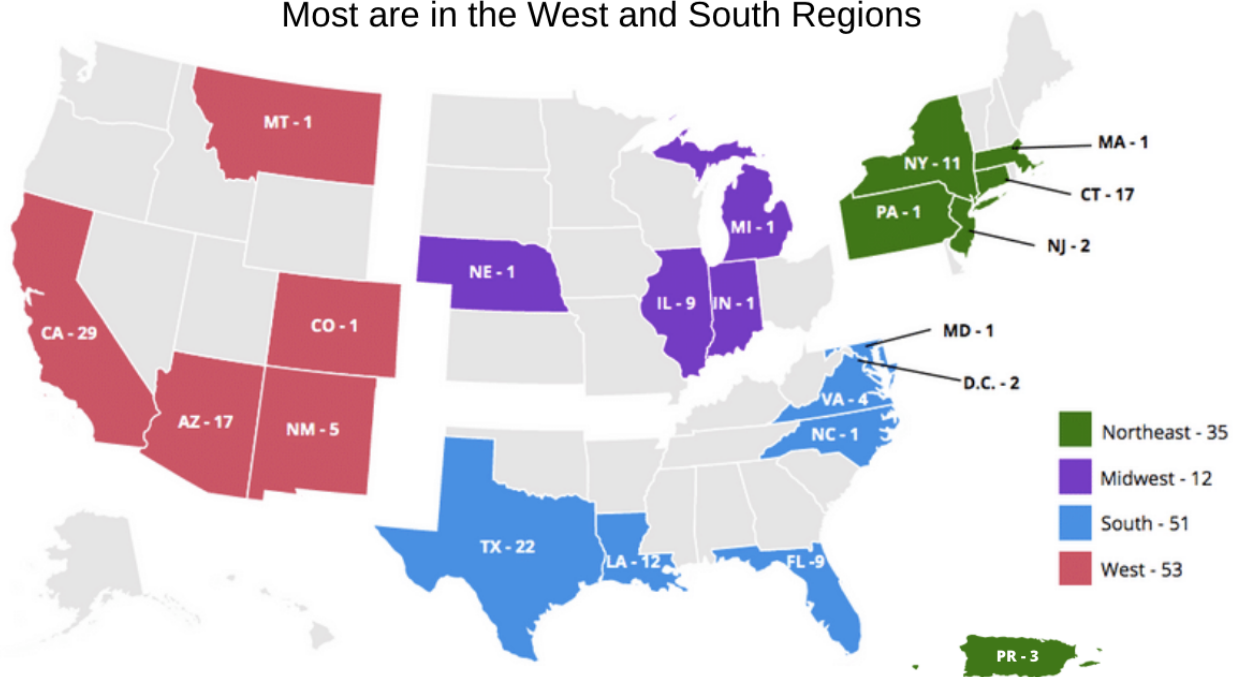 Most are in the West and South Regions
MT - 1
MA - 1
NY - 11
CT - 17
PA - 1
MI - 1
NJ - 2
NE - 1
IL - 9
IN - 1
CO - 1
CA - 29
MD - 1
D.C. - 2
VA - 4
AZ - 17
NM - 5
NC - 1
Northeast - 35
Midwest - 12
South - 51
West - 53
TX - 22
LA - 12
FL -9
PR - 3